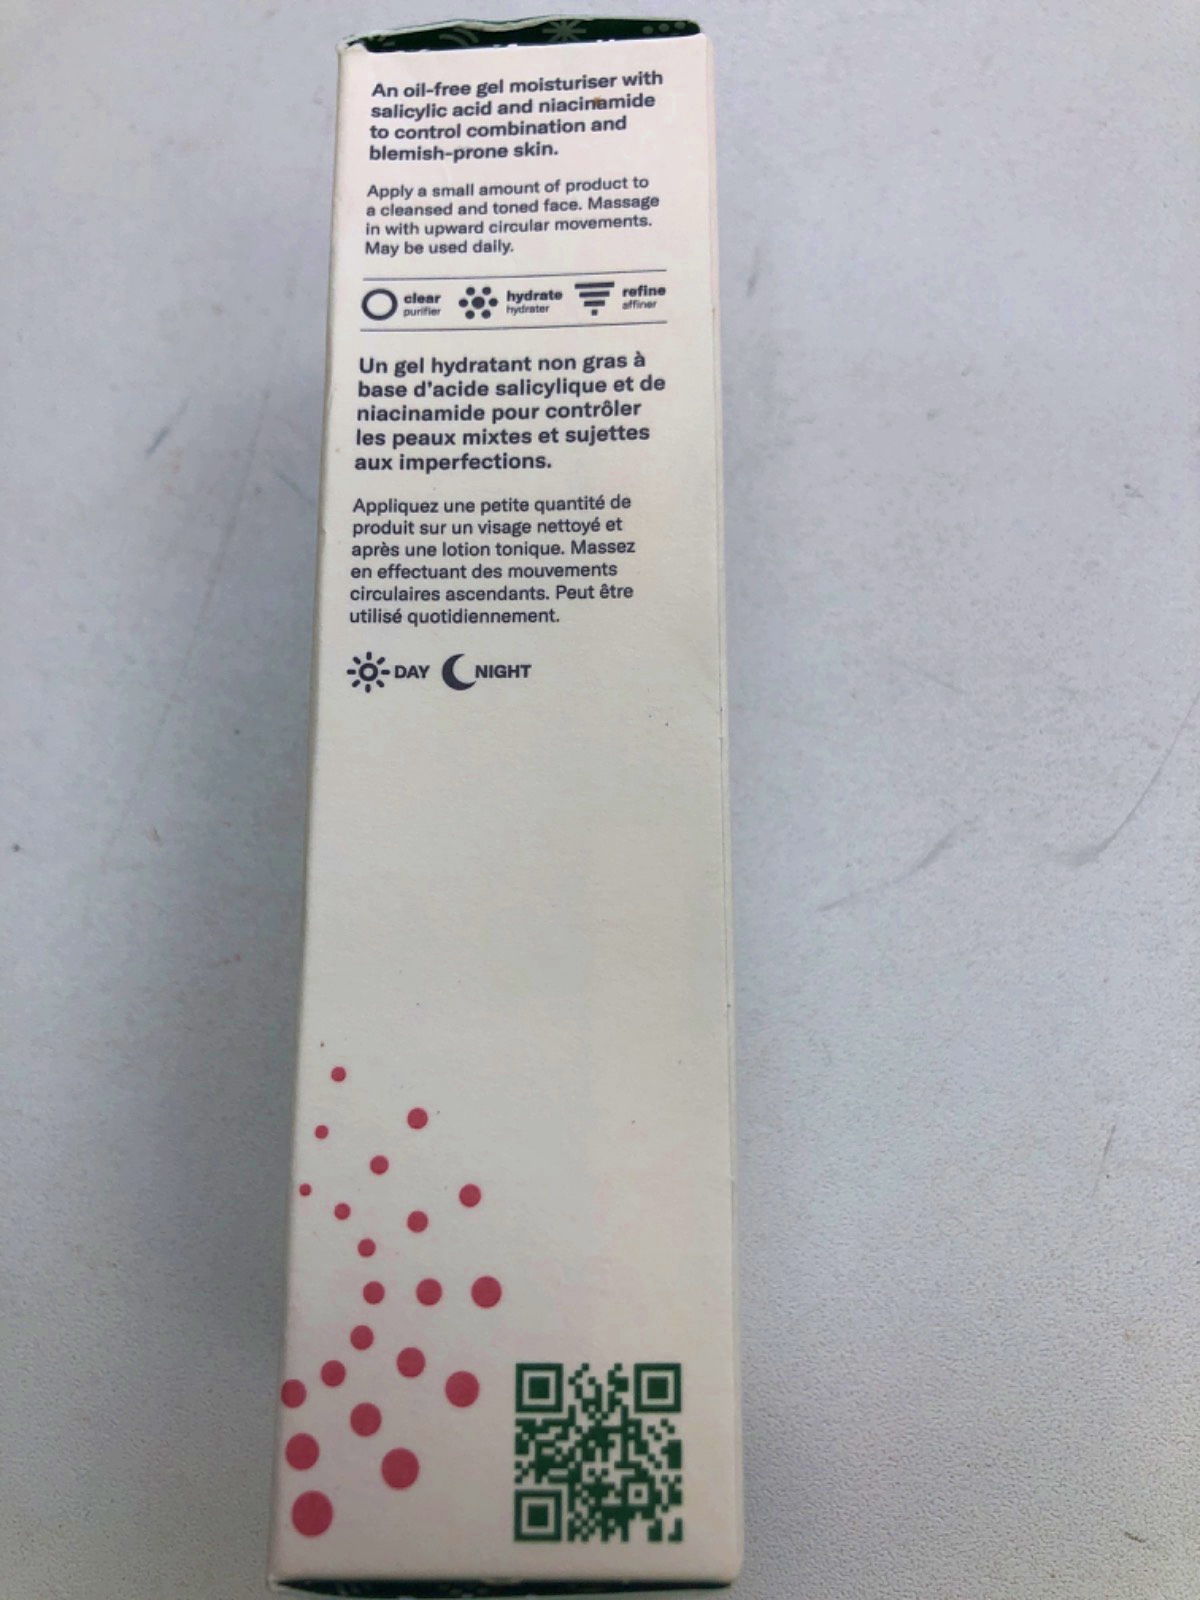 An oil-free gel moisturiser with
salicylic acid and niacinamide
to control combination and
blemish-prone skin.
Apply a small amount of product to
a cleansed and toned face. Massage
in with upward circular movements.
May be used daily.
clear
purifier
hydrate
hydrater
refine
affiner
Un gel hydratant non gras à
base d'acide salicylique et de
niacinamide pour contrôler
les peaux mixtes et sujettes
aux imperfections.
Appliquez une petite quantité de
produit sur un visage nettoyé et
après une lotion tonique. Massez
en effectuant des mouvements
circulaires ascendants. Peut être
utilisé quotidiennement.
DAY NIGHT